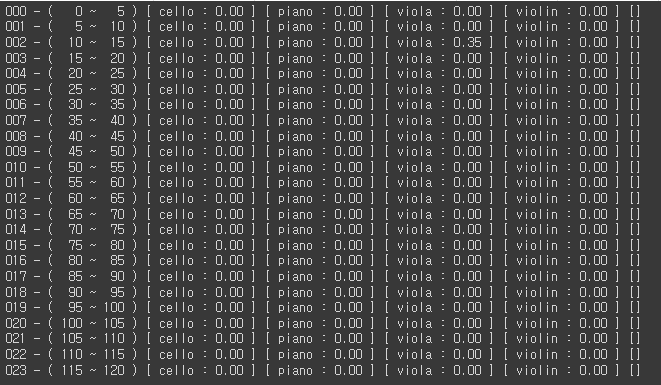 000 - (   0 ~   5 ) [ cello : 0.00 ] [ piano : 0.00 ] [ viola : 0.00 ] [ violin : 0.00 ] []
001 - (   5 ~  10 ) [ cello : 0.00 ] [ piano : 0.00 ] [ viola : 0.00 ] [ violin : 0.00 ] []
002 - (  10 ~  15 ) [ cello : 0.00 ] [ piano : 0.00 ] [ viola : 0.35 ] [ violin : 0.00 ] []
003 - (  15 ~  20 ) [ cello : 0.00 ] [ piano : 0.00 ] [ viola : 0.00 ] [ violin : 0.00 ] []
004 - (  20 ~  25 ) [ cello : 0.00 ] [ piano : 0.00 ] [ viola : 0.00 ] [ violin : 0.00 ] []
005 - (  25 ~  30 ) [ cello : 0.00 ] [ piano : 0.00 ] [ viola : 0.00 ] [ violin : 0.00 ] []
006 - (  30 ~  35 ) [ cello : 0.00 ] [ piano : 0.00 ] [ viola : 0.00 ] [ violin : 0.00 ] []
007 - (  35 ~  40 ) [ cello : 0.00 ] [ piano : 0.00 ] [ viola : 0.00 ] [ violin : 0.00 ] []
008 - (  40 ~  45 ) [ cello : 0.00 ] [ piano : 0.00 ] [ viola : 0.00 ] [ violin : 0.00 ] []
009 - (  45 ~  50 ) [ cello : 0.00 ] [ piano : 0.00 ] [ viola : 0.00 ] [ violin : 0.00 ] []
010 - (  50 ~  55 ) [ cello : 0.00 ] [ piano : 0.00 ] [ viola : 0.00 ] [ violin : 0.00 ] []
011 - (  55 ~  60 ) [ cello : 0.00 ] [ piano : 0.00 ] [ viola : 0.00 ] [ violin : 0.00 ] []
012 - (  60 ~  65 ) [ cello : 0.00 ] [ piano : 0.00 ] [ viola : 0.00 ] [ violin : 0.00 ] []
013 - (  65 ~  70 ) [ cello : 0.00 ] [ piano : 0.00 ] [ viola : 0.00 ] [ violin : 0.00 ] []
014 - (  70 ~  75 ) [ cello : 0.00 ] [ piano : 0.00 ] [ viola : 0.00 ] [ violin : 0.00 ] []
015 - (  75 ~  80 ) [ cello : 0.00 ] [ piano : 0.00 ] [ viola : 0.00 ] [ violin : 0.00 ] []
016 - (  80 ~  85 ) [ cello : 0.00 ] [ piano : 0.00 ] [ viola : 0.00 ] [ violin : 0.00 ] []
017 - (  85 ~  90 ) [ cello : 0.00 ] [ piano : 0.00 ] [ viola : 0.00 ] [ violin : 0.00 ] []
018 - (  90 ~  95 ) [ cello : 0.00 ] [ piano : 0.00 ] [ viola : 0.00 ] [ violin : 0.00 ] []
019 - (  95 ~ 100 ) [ cello : 0.00 ] [ piano : 0.00 ] [ viola : 0.00 ] [ violin : 0.00 ] []
020 - ( 100 ~ 105 ) [ cello : 0.00 ] [ piano : 0.00 ] [ viola : 0.00 ] [ violin : 0.00 ] []
021 - ( 105 ~ 110 ) [ cello : 0.00 ] [ piano : 0.00 ] [ viola : 0.00 ] [ violin : 0.00 ] []
022 - ( 110 ~ 115 ) [ cello : 0.00 ] [ piano : 0.00 ] [ viola : 0.00 ] [ violin : 0.00 ] []
023 - ( 115 ~ 120 ) [ cello : 0.00 ] [ piano : 0.00 ] [ viola : 0.00 ] [ violin : 0.00 ] []